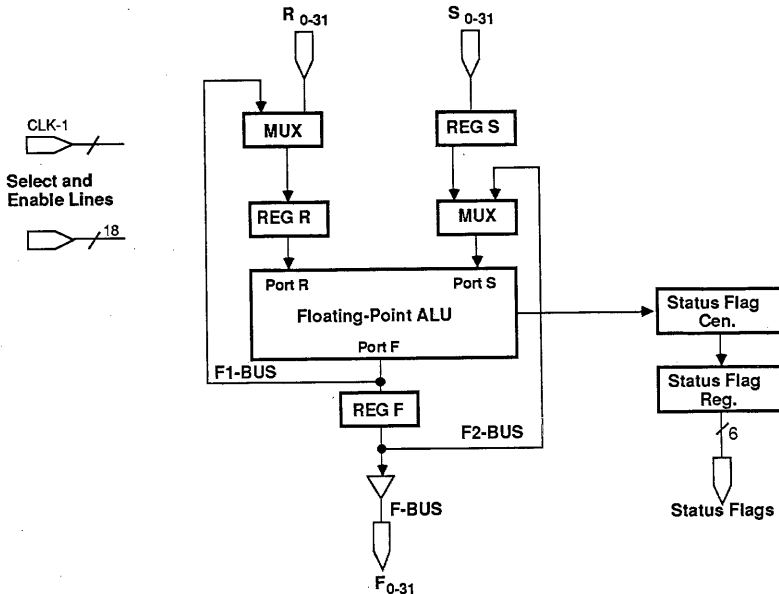 R 0-31
S 0-31
CLK-1
MUX
REG S
Select and
Enable Lines
18
REG R
MUX
Port R
Port S
Floating-Point ALU
Port F
Status Flag
Cen.
F1-BUS
REG F
Status Flag
Reg.
F2-BUS
6
F-BUS
Status Flags
F0-31